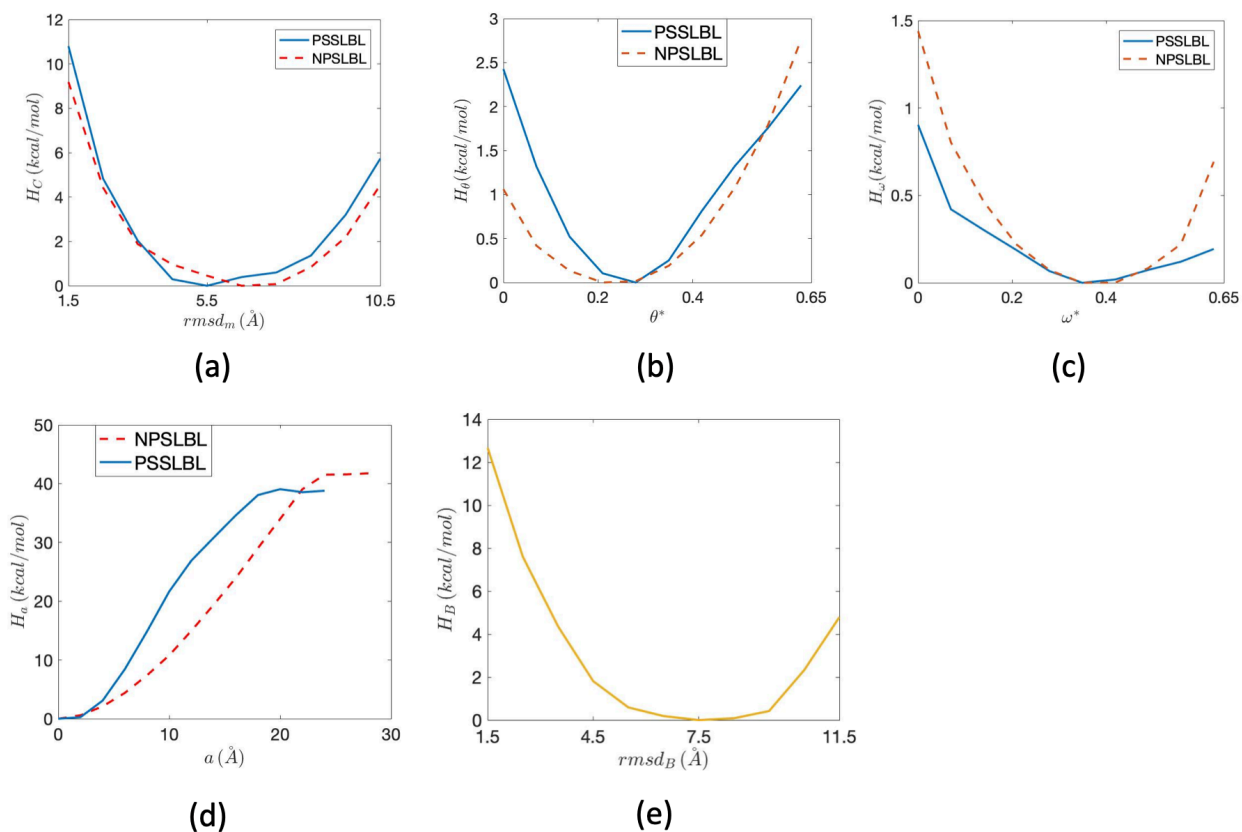 12
10
8
6
4
2
0
H_C (kcal/mol)
PSSLBL
NPSLBL
1.5
5.5
10.5
rmsd_m (Å)
(a)
3
2.5
2
1.5
1
0.5
0
H_θ(kcal/mol)
PSSLBL
NPSLBL
0
0.2
0.4
0.65
θ*
(b)
1.5
1
0.5
0
H_ω(kcal/mol)
PSSLBL
NPSLBL
0
0.2
0.4
0.65
ω*
(c)
50
40
30
20
10
0
H_a (kcal/mol)
NPSLBL
PSSLBL
0
10
20
30
a (Å)
(d)
14
12
10
8
6
4
2
0
H_B (kcal/mol)
1.5
4.5
7.5
11.5
rmsd_B (Å)
(e)